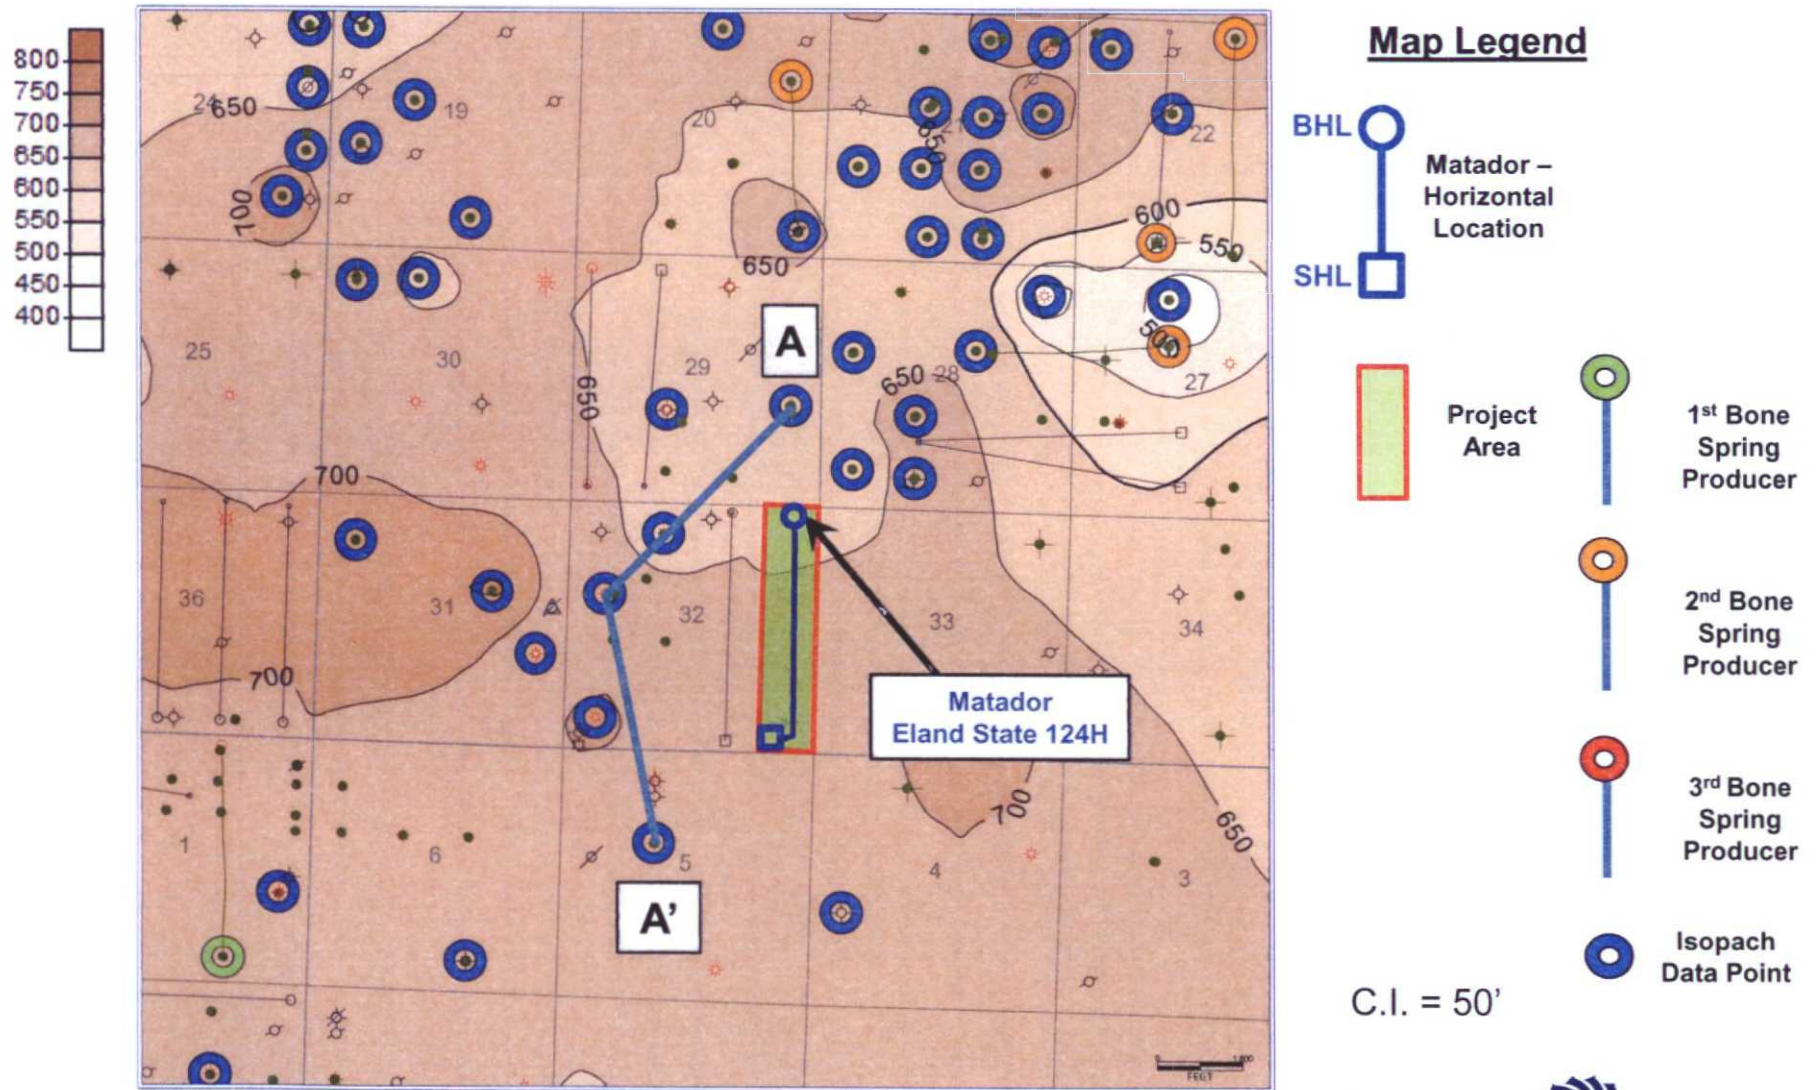 800
750
700
650
600
550
500
450
400
24
650
19
20
650
21
22
700
650
600
550
500
25
30
29
A
650
650
28
27
700
36
31
32
33
34
700
Matador
Eland State 124H
1
6
5
4
3
700
650
A'
0
FEET
Map Legend
BHL
SHL
Matador –
Horizontal
Location
Project
Area
1st Bone
Spring
Producer
2nd Bone
Spring
Producer
3rd Bone
Spring
Producer
Isopach
Data Point
C.I. = 50'